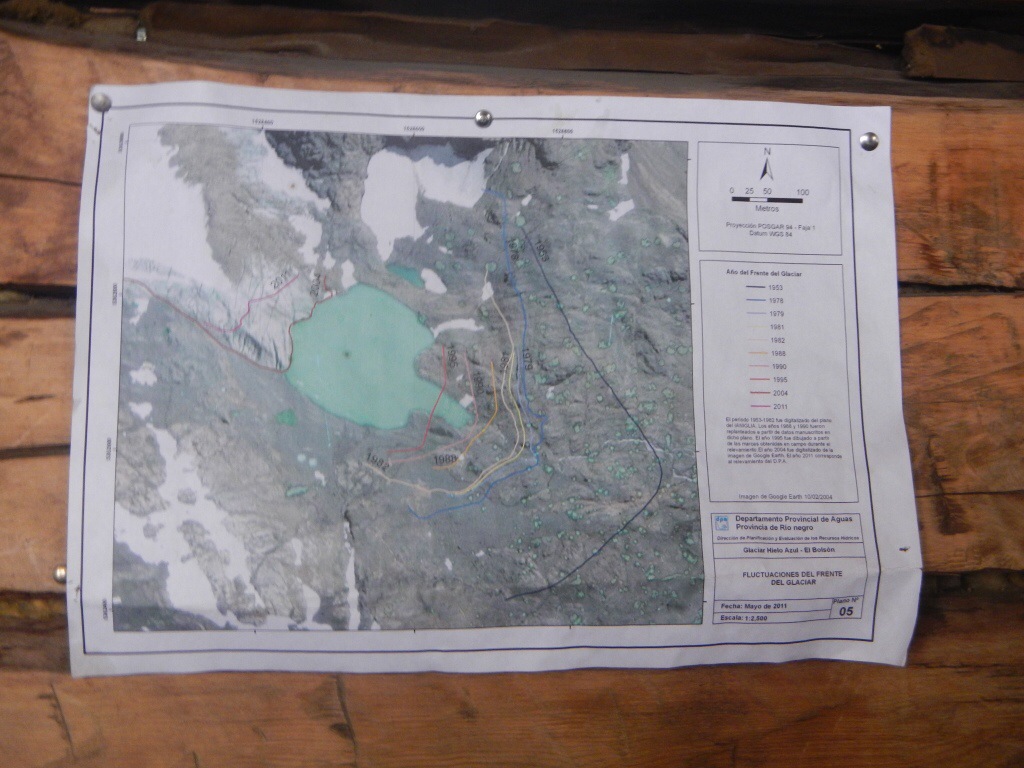 2011
2004
1953
1979
1995
1982
1988
N
0 25 50 100
Metros
Proyección POSGAR 94 - Faja 1
Datum WGS 84
Año del Frente del Glaciar
1953
1978
1979
1981
1982
1988
1990
1995
2004
2011
El período 1953-1982 fue digitalizado del plano
del IANIGLIA. Los años 1988 y 1990 fueron
replanteados a partir de datos manuscritos en
dicho plano. El año 1995 fue dibujado a partir
de las marcas obtenidas en campo durante el
relevamiento. El año 2004 fue digitalizado de la
imagen de Google Earth. El año 2011 corresponde
al relevamiento del D.P.A.
Imagen de Google Earth 10/02/2004
dpa
Departamento Provincial de Aguas
Provincia de Rio negro
Dirección de Planificación y Evaluación de los Recursos Hídricos
Glaciar Hielo Azul - El Bolsón
FLUCTUACIONES DEL FRENTE
DEL GLACIAR
Fecha: Mayo de 2011
Escala: 1:2,500
Plano N°
05